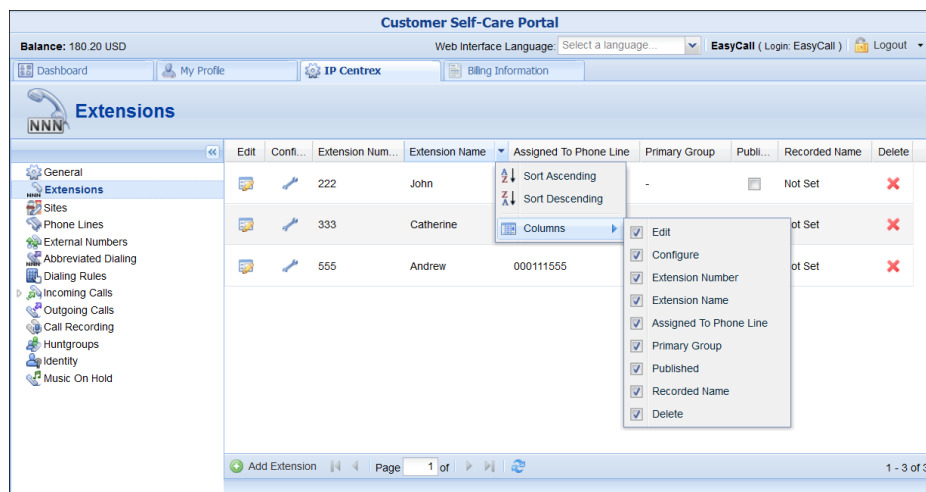 Customer Self-Care Portal
Balance: 180.20 USD
Web Interface Language: Select a language...
EasyCall ( Login: EasyCall )
Logout
Dashboard
My Profile
IP Centrex
Billing Information
NNN
Extensions
General
Extensions
Sites
Phone Lines
External Numbers
Abbreviated Dialing
Dialing Rules
Incoming Calls
Outgoing Calls
Call Recording
Huntgroups
Identity
Music On Hold
Edit Confi... Extension Num... Extension Name Assigned To Phone Line Primary Group Publi... Recorded Name Delete
222 John - Not Set
333 Catherine ot Set
555 Andrew 000111555 ot Set
Sort Ascending
Sort Descending
Columns
Edit
Configure
Extension Number
Extension Name
Assigned To Phone Line
Primary Group
Published
Recorded Name
Delete
Add Extension Page 1 of
1 - 3 of 3